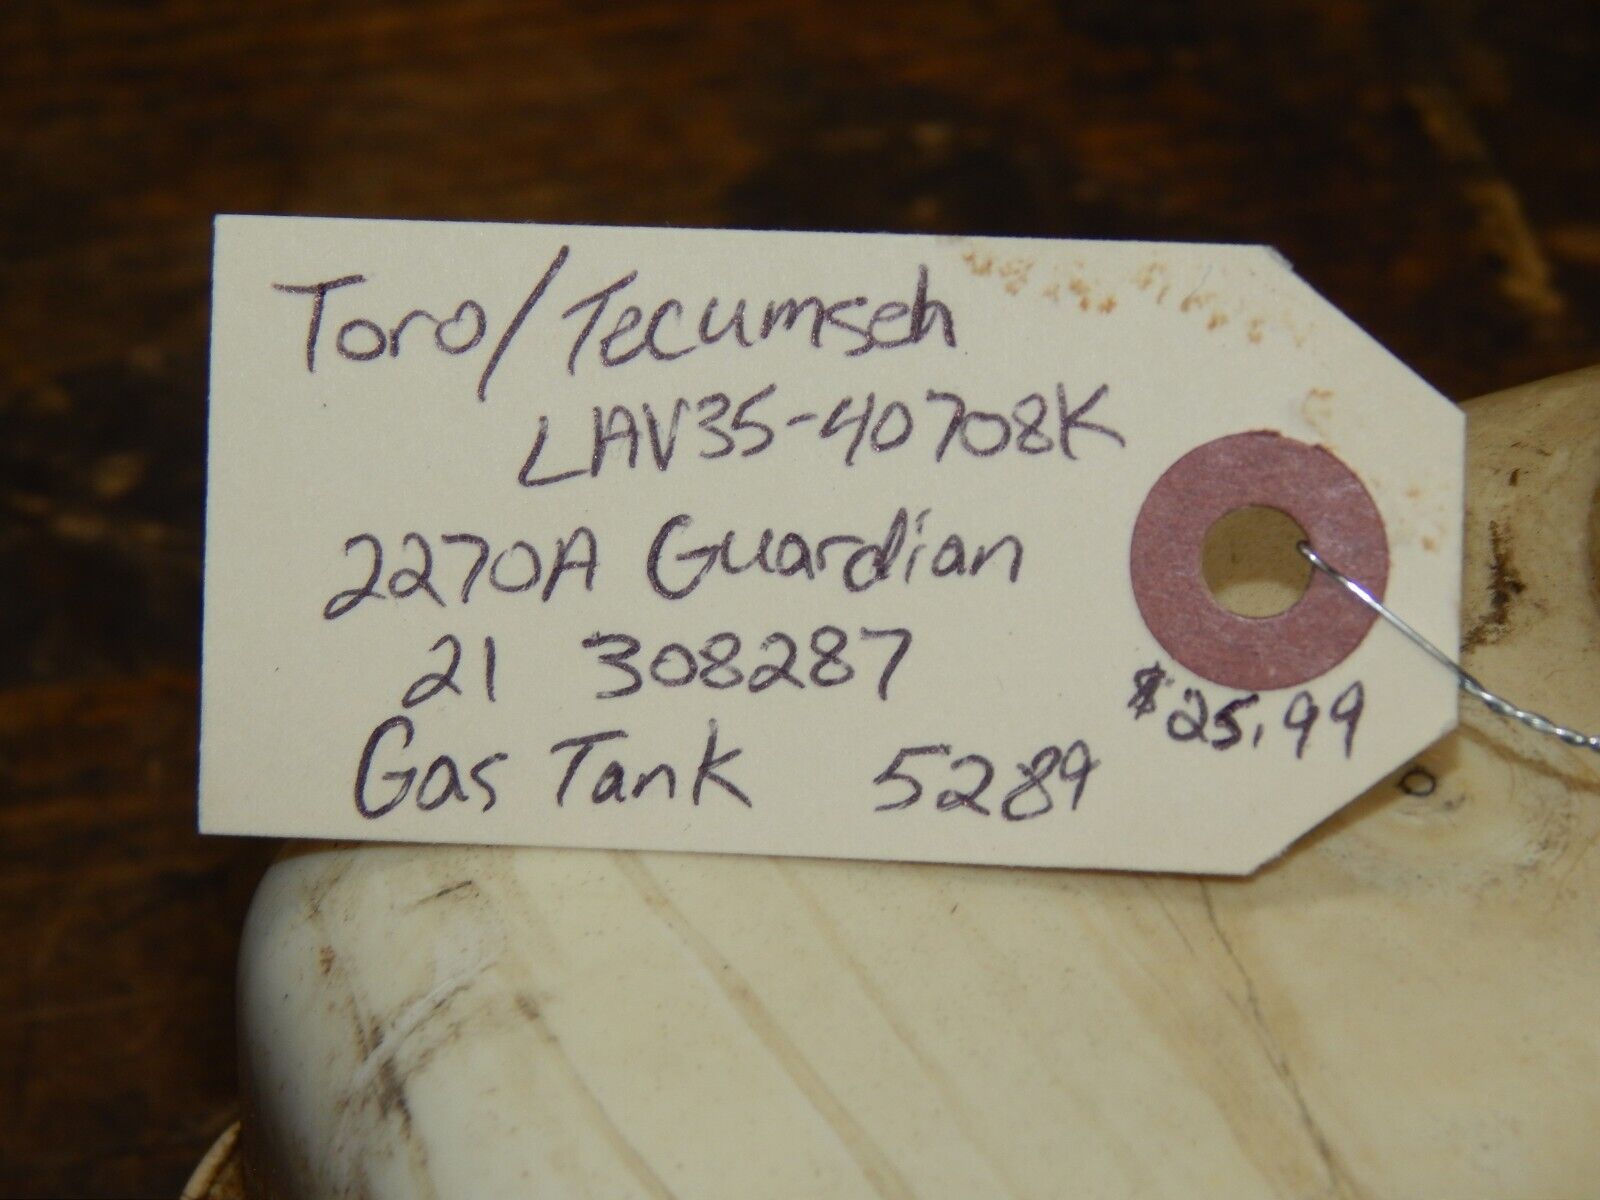 Toro/Tecumseh
LAV35-40708K
2270A Guardian
21 308287
Gas Tank 5289
$25.99